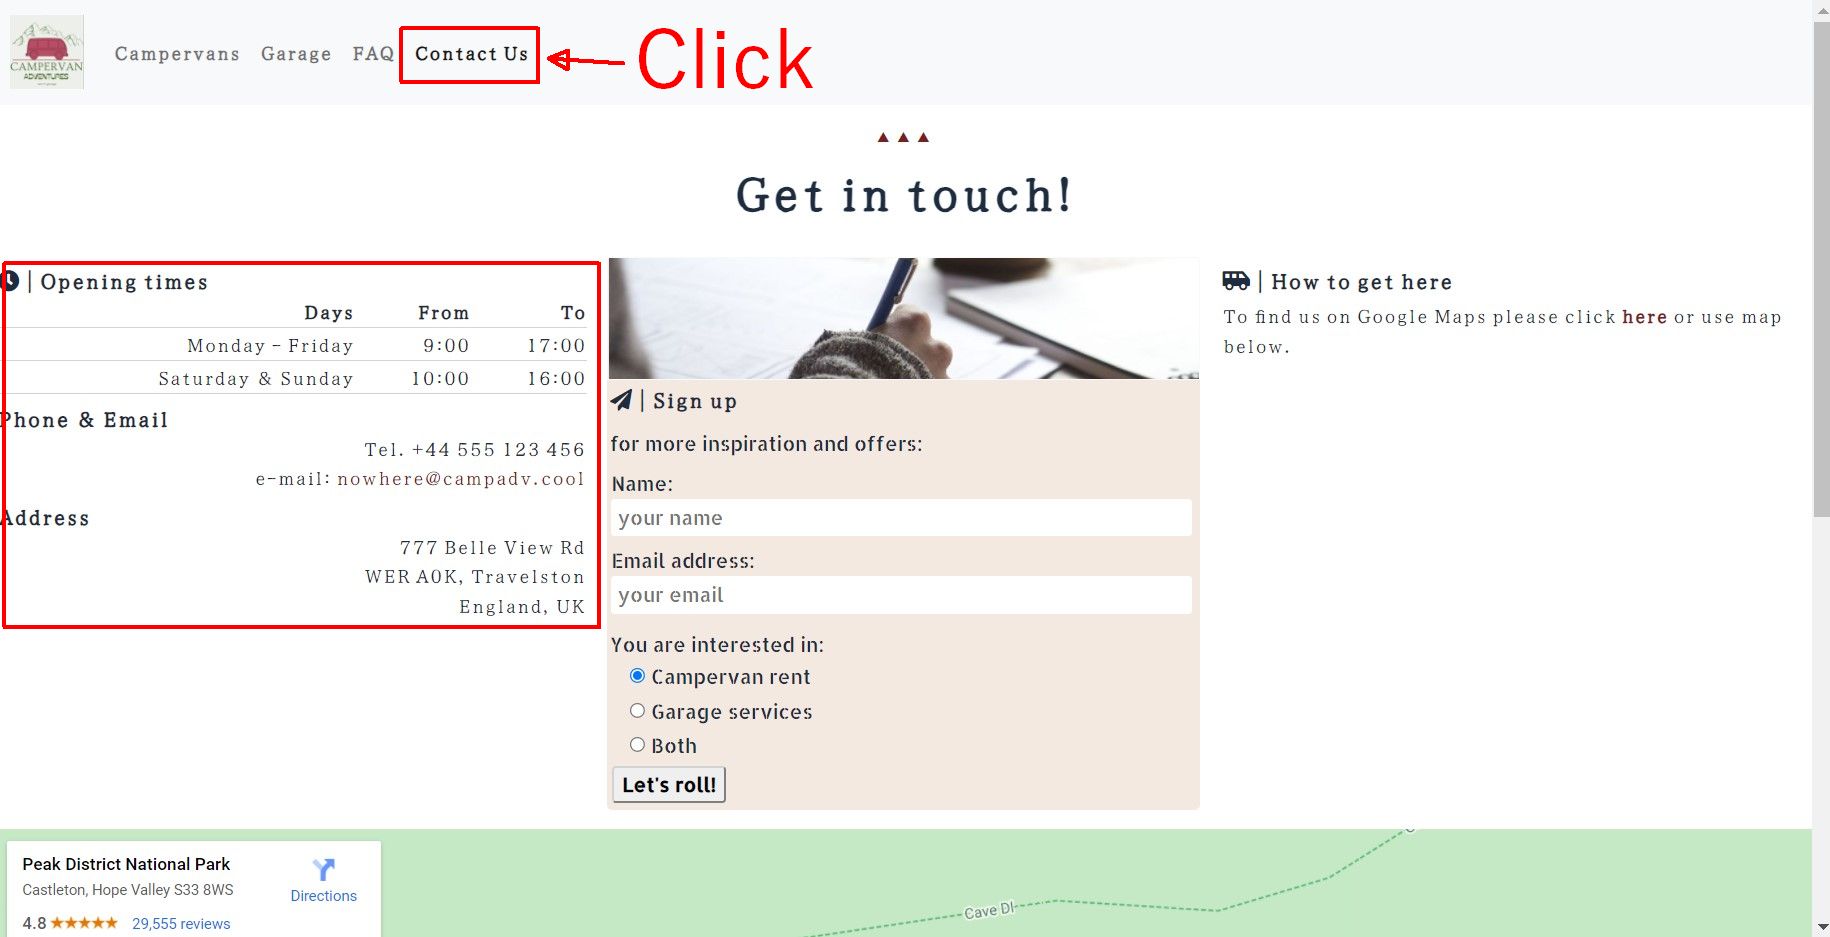 CAMPERVAN
ADVENTURES
Campervans Garage FAQ Contact Us
Click
▲ ▲ ▲
Get in touch!
| Opening times
Days From To
Monday - Friday 9:00 17:00
Saturday & Sunday 10:00 16:00
Phone & Email
Tel. +44 555 123 456
e-mail: nowhere@campadv.cool
Address
777 Belle View Rd
WER A0K, Travelston
England, UK
| Sign up
for more inspiration and offers:
Name:
your name
Email address:
your email
You are interested in:
Campervan rent
Garage services
Both
Let's roll!
| How to get here
To find us on Google Maps please click here or use map
below.
Peak District National Park
Castleton, Hope Valley S33 8WS
4.8 ★★★★★ 29,555 reviews
Directions
Cave Dl